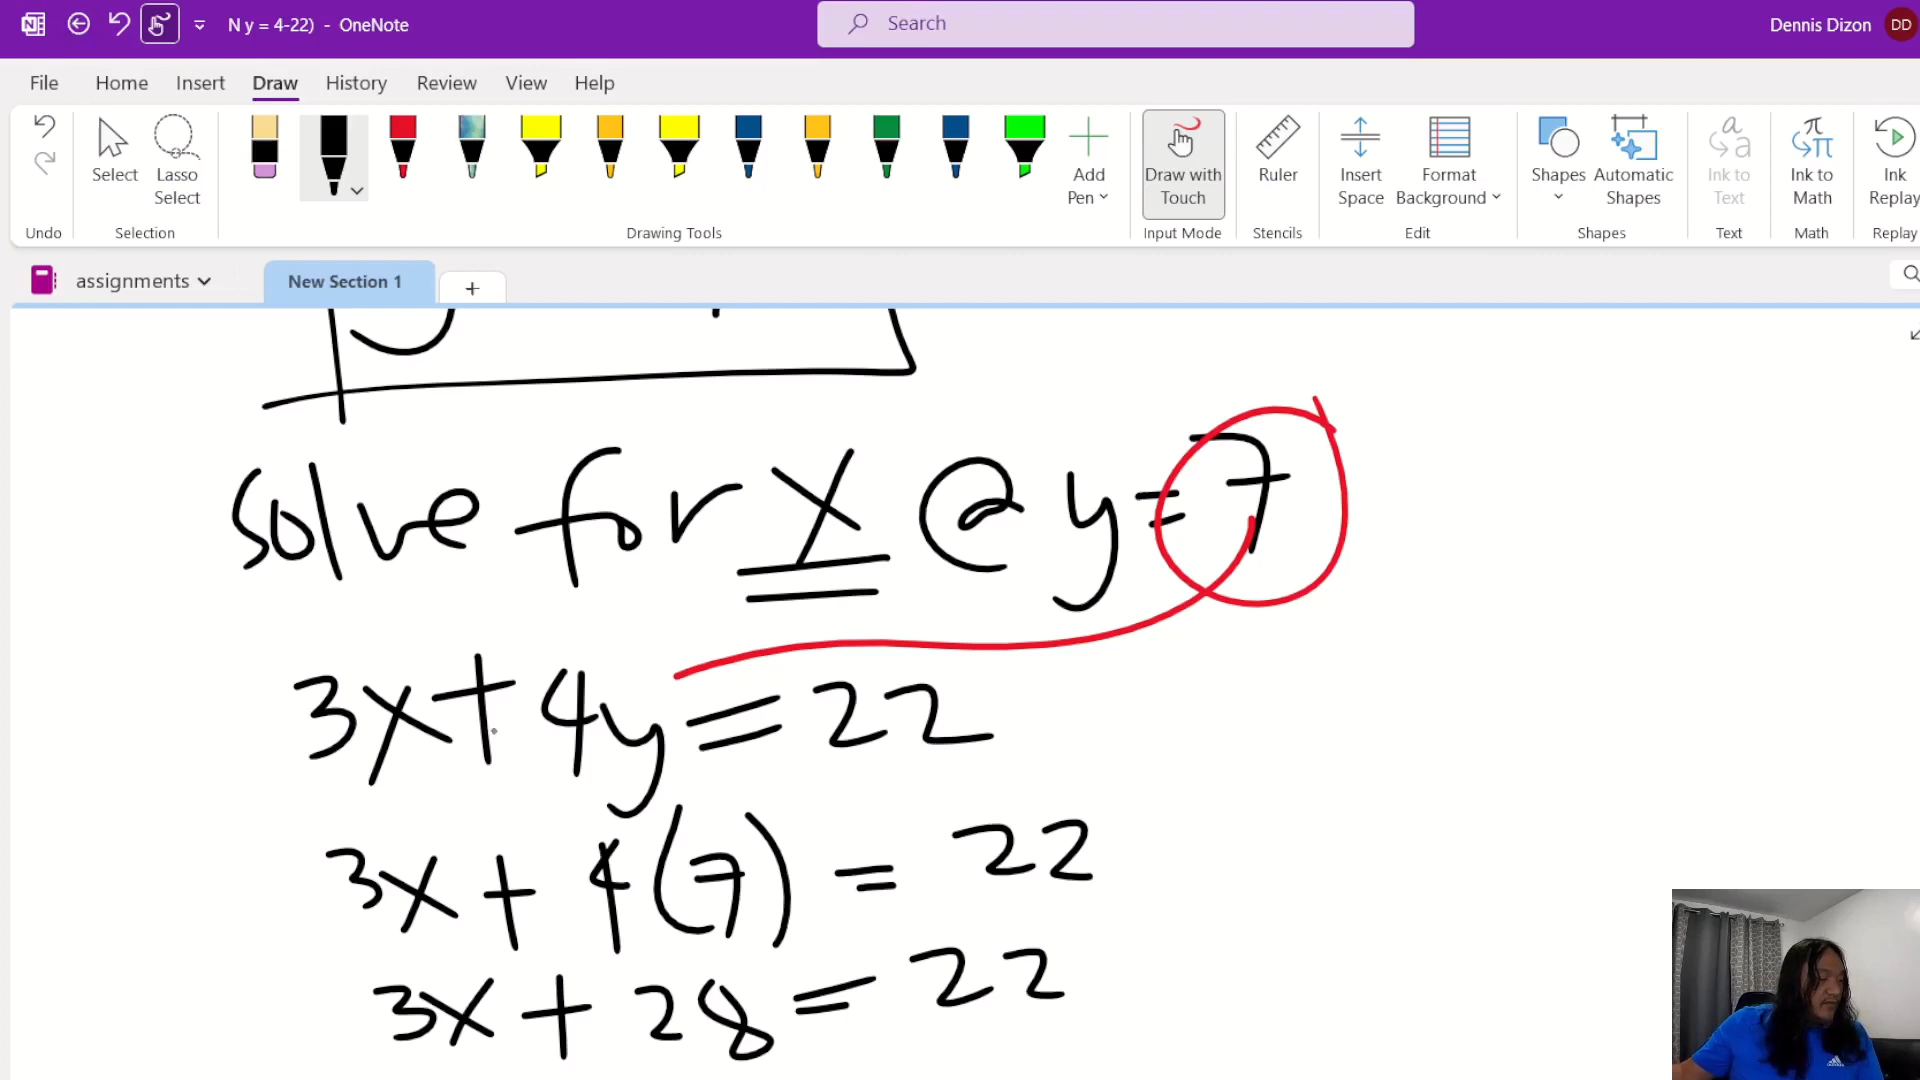 N y = 4-22) - OneNote
Search
Dennis Dizon DD
File Home Insert Draw History Review View Help
Select
Lasso Select
Add Pen
Draw with Touch
Ruler
Insert Space
Format Background
Shapes
Automatic Shapes
Ink to Text
Ink to Math
Ink Replay
Undo Selection Drawing Tools Input Mode Stencils Edit Shapes Text Math Replay
assignments New Section 1 +
solve for x @ y = 7
3x + 4y = 22
3x + 4(7) = 22
3x + 28 = 22